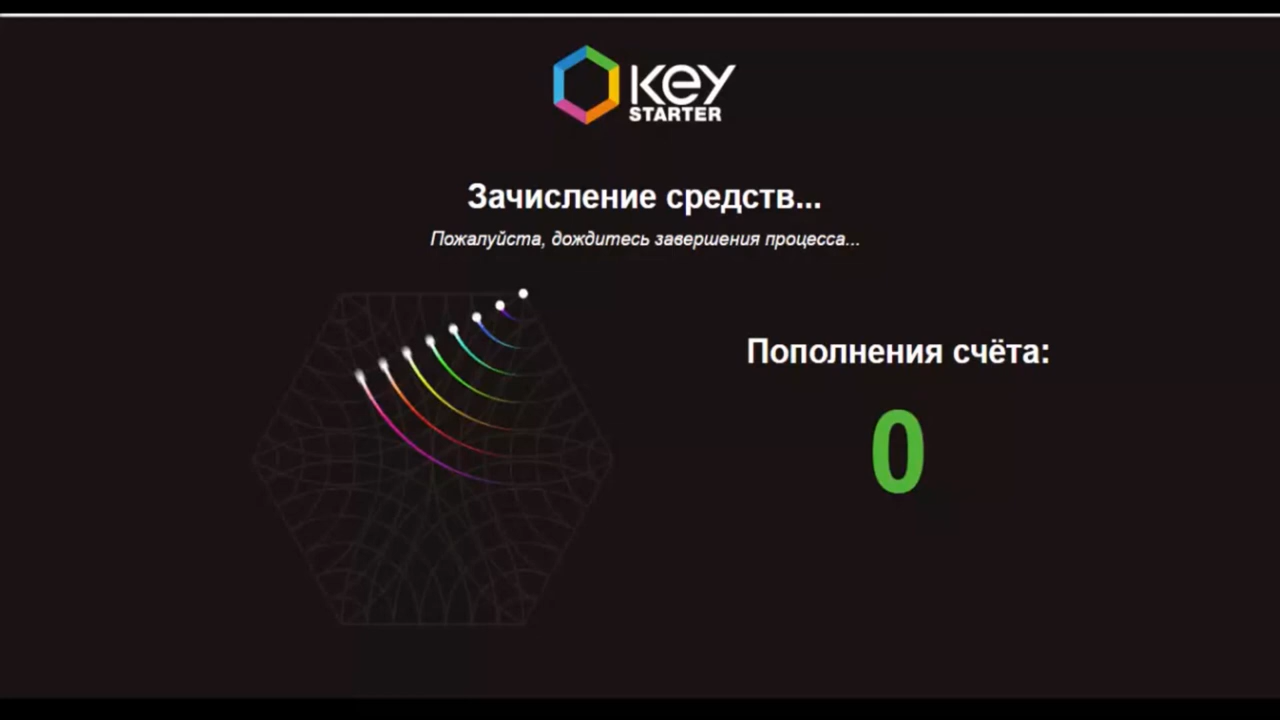 KEY
STARTER
Зачисление средств...
Пожалуйста, дождитесь завершения процесса...
Пополнения счёта:
0